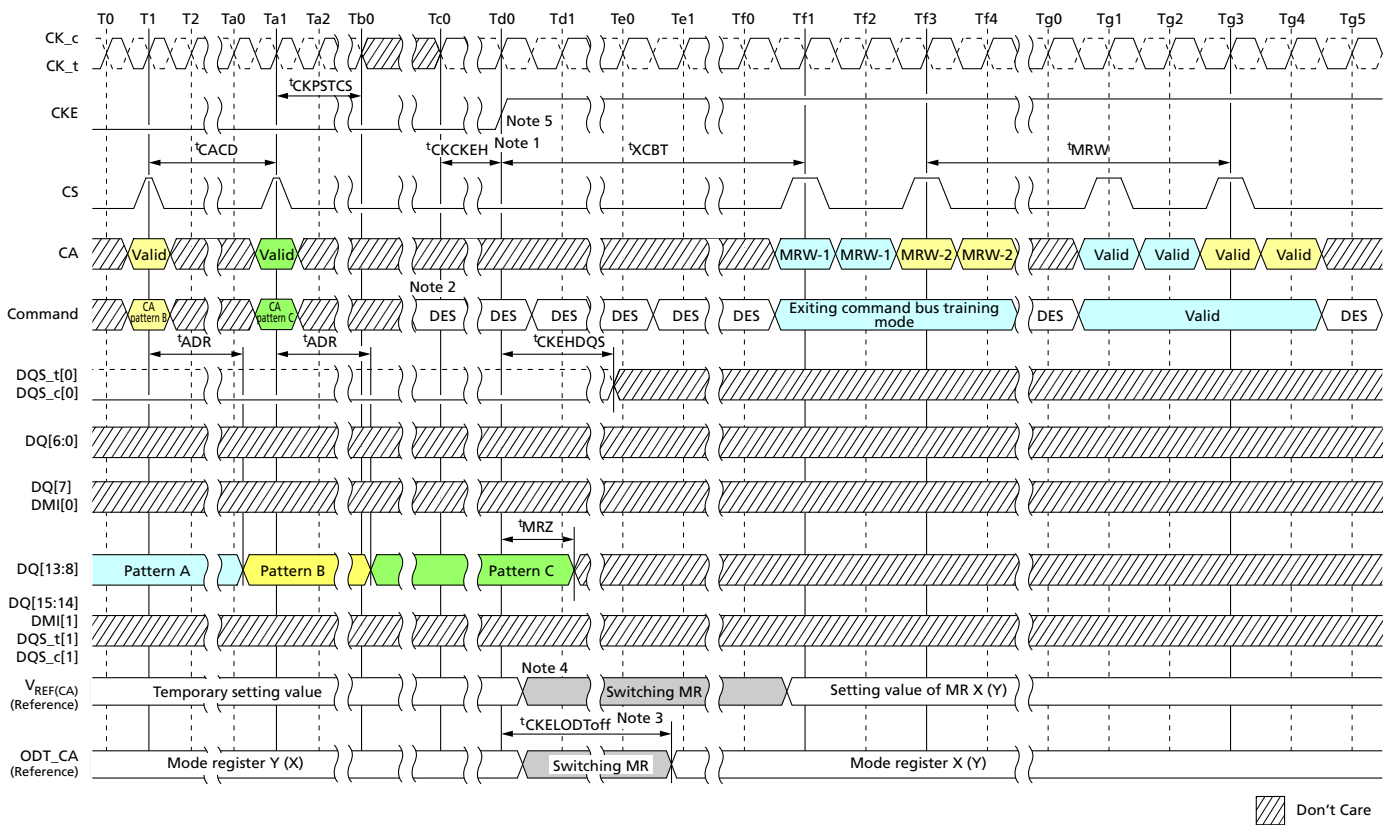 T0 T1 T2 Ta0 Ta1 Ta2 Tb0 Tc0 Td0 Td1 Te0 Te1 Tf0 Tf1 Tf2 Tf3 Tf4 Tg0 Tg1 Tg2 Tg3 Tg4 Tg5
CK_c
CK_t
tCKPSTCS
CKE
Note 5
Note 1
tCACD tCKCKEH tXCBT tMRW
CS
CA Valid Valid MRW-1 MRW-1 MRW-2 MRW-2 Valid Valid Valid Valid
Note 2
Command CA pattern B CA pattern C DES DES DES DES DES Exiting command bus training mode DES Valid DES
tADR tADR tCKEHDQS
DQS_t[0]
DQS_c[0]
DQ[6:0]
DQ[7]
DMI[0]
tMRZ
DQ[13:8] Pattern A Pattern B Pattern C
DQ[15:14]
DMI[1]
DQS_t[1]
DQS_c[1]
Note 4
VREF(CA) Temporary setting value Switching MR Setting value of MR X (Y)
(Reference)
tCKELODToff Note 3
ODT_CA Mode register Y (X) Switching MR Mode register X (Y)
(Reference)
Don't Care